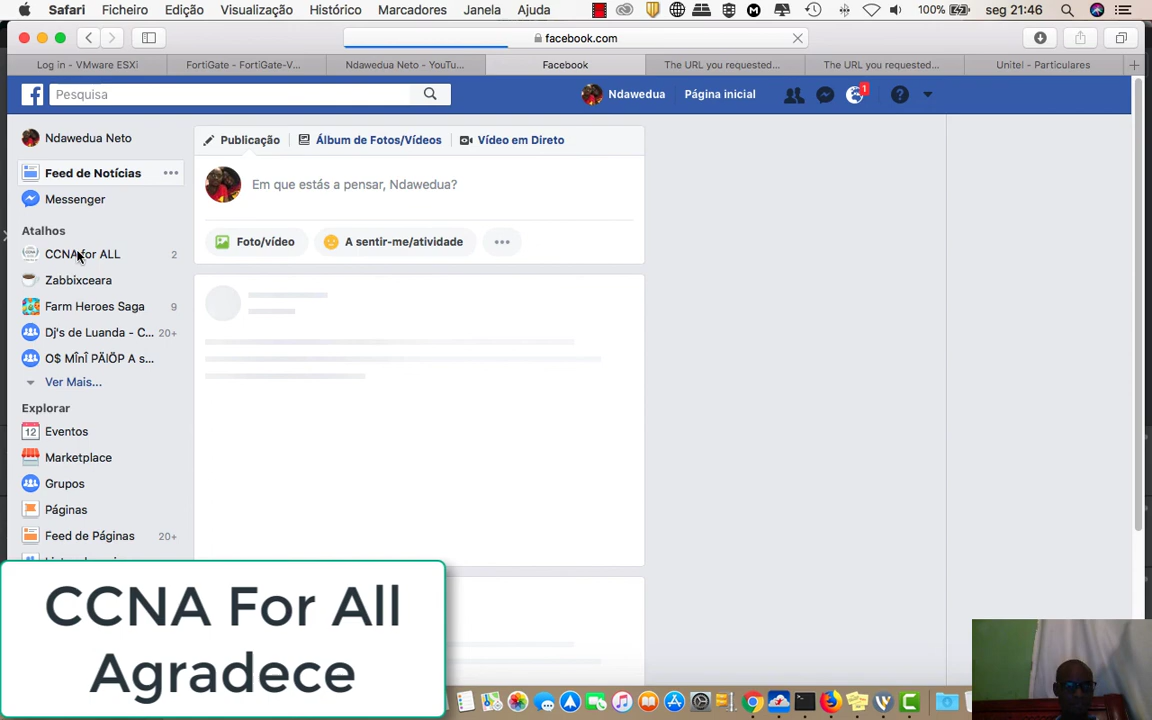 Safari Ficheiro Edição Visualização Histórico Marcadores Janela Ajuda 100% seg 21:46
facebook.com
Log in - VMware ESXi FortiGate - FortiGate-V... Ndawedua Neto - YouTu... Facebook The URL you requested... The URL you requested... Unitel - Particulares
Pesquisa Ndawedua Página inicial 1
Ndawedua Neto
Publicação Álbum de Fotos/Vídeos Vídeo em Direto
Feed de Notícias
Em que estás a pensar, Ndawedua?
Messenger
Atalhos
Foto/vídeo A sentir-me/atividade
CCNA for ALL 2
Zabbixceara
Farm Heroes Saga 9
Dj's de Luanda - C... 20+
O$ MÎnÎ PÄÏÖP A s...
Ver Mais...
Explorar
12 Eventos
Marketplace
Grupos
Páginas
Feed de Páginas 20+
CCNA For All
Agradece